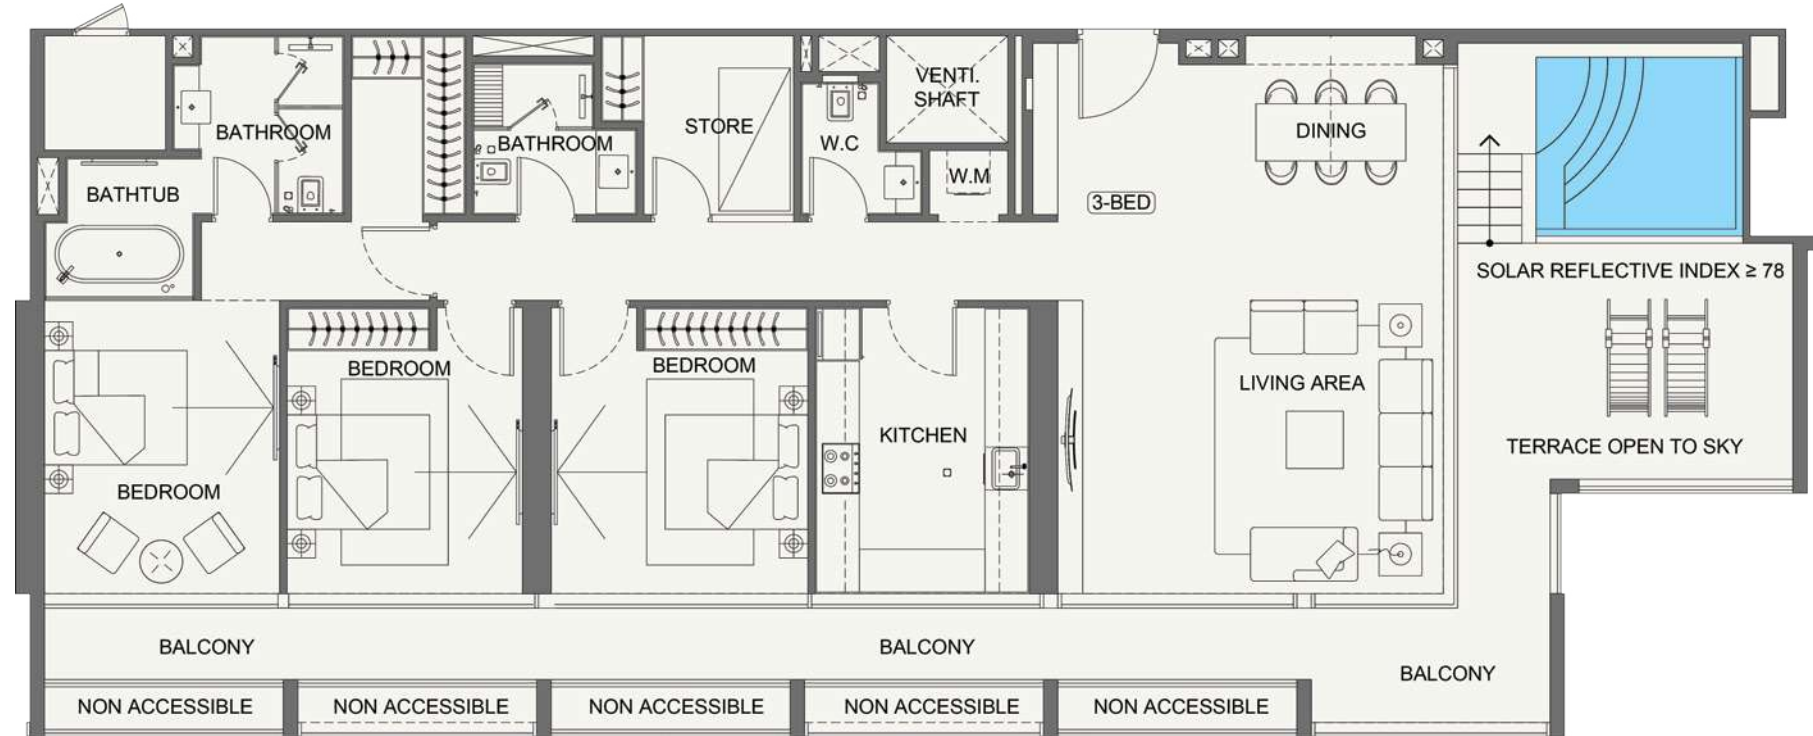 VENTI.
SHAFT
BATHROOM
STORE
DINING
BATHROOM
W.C
W.M
BATHTUB
3-BED
SOLAR REFLECTIVE INDEX ≥ 78
BEDROOM
BEDROOM
LIVING AREA
KITCHEN
TERRACE OPEN TO SKY
BEDROOM
BALCONY
BALCONY
BALCONY
NON ACCESSIBLE
NON ACCESSIBLE
NON ACCESSIBLE
NON ACCESSIBLE
NON ACCESSIBLE